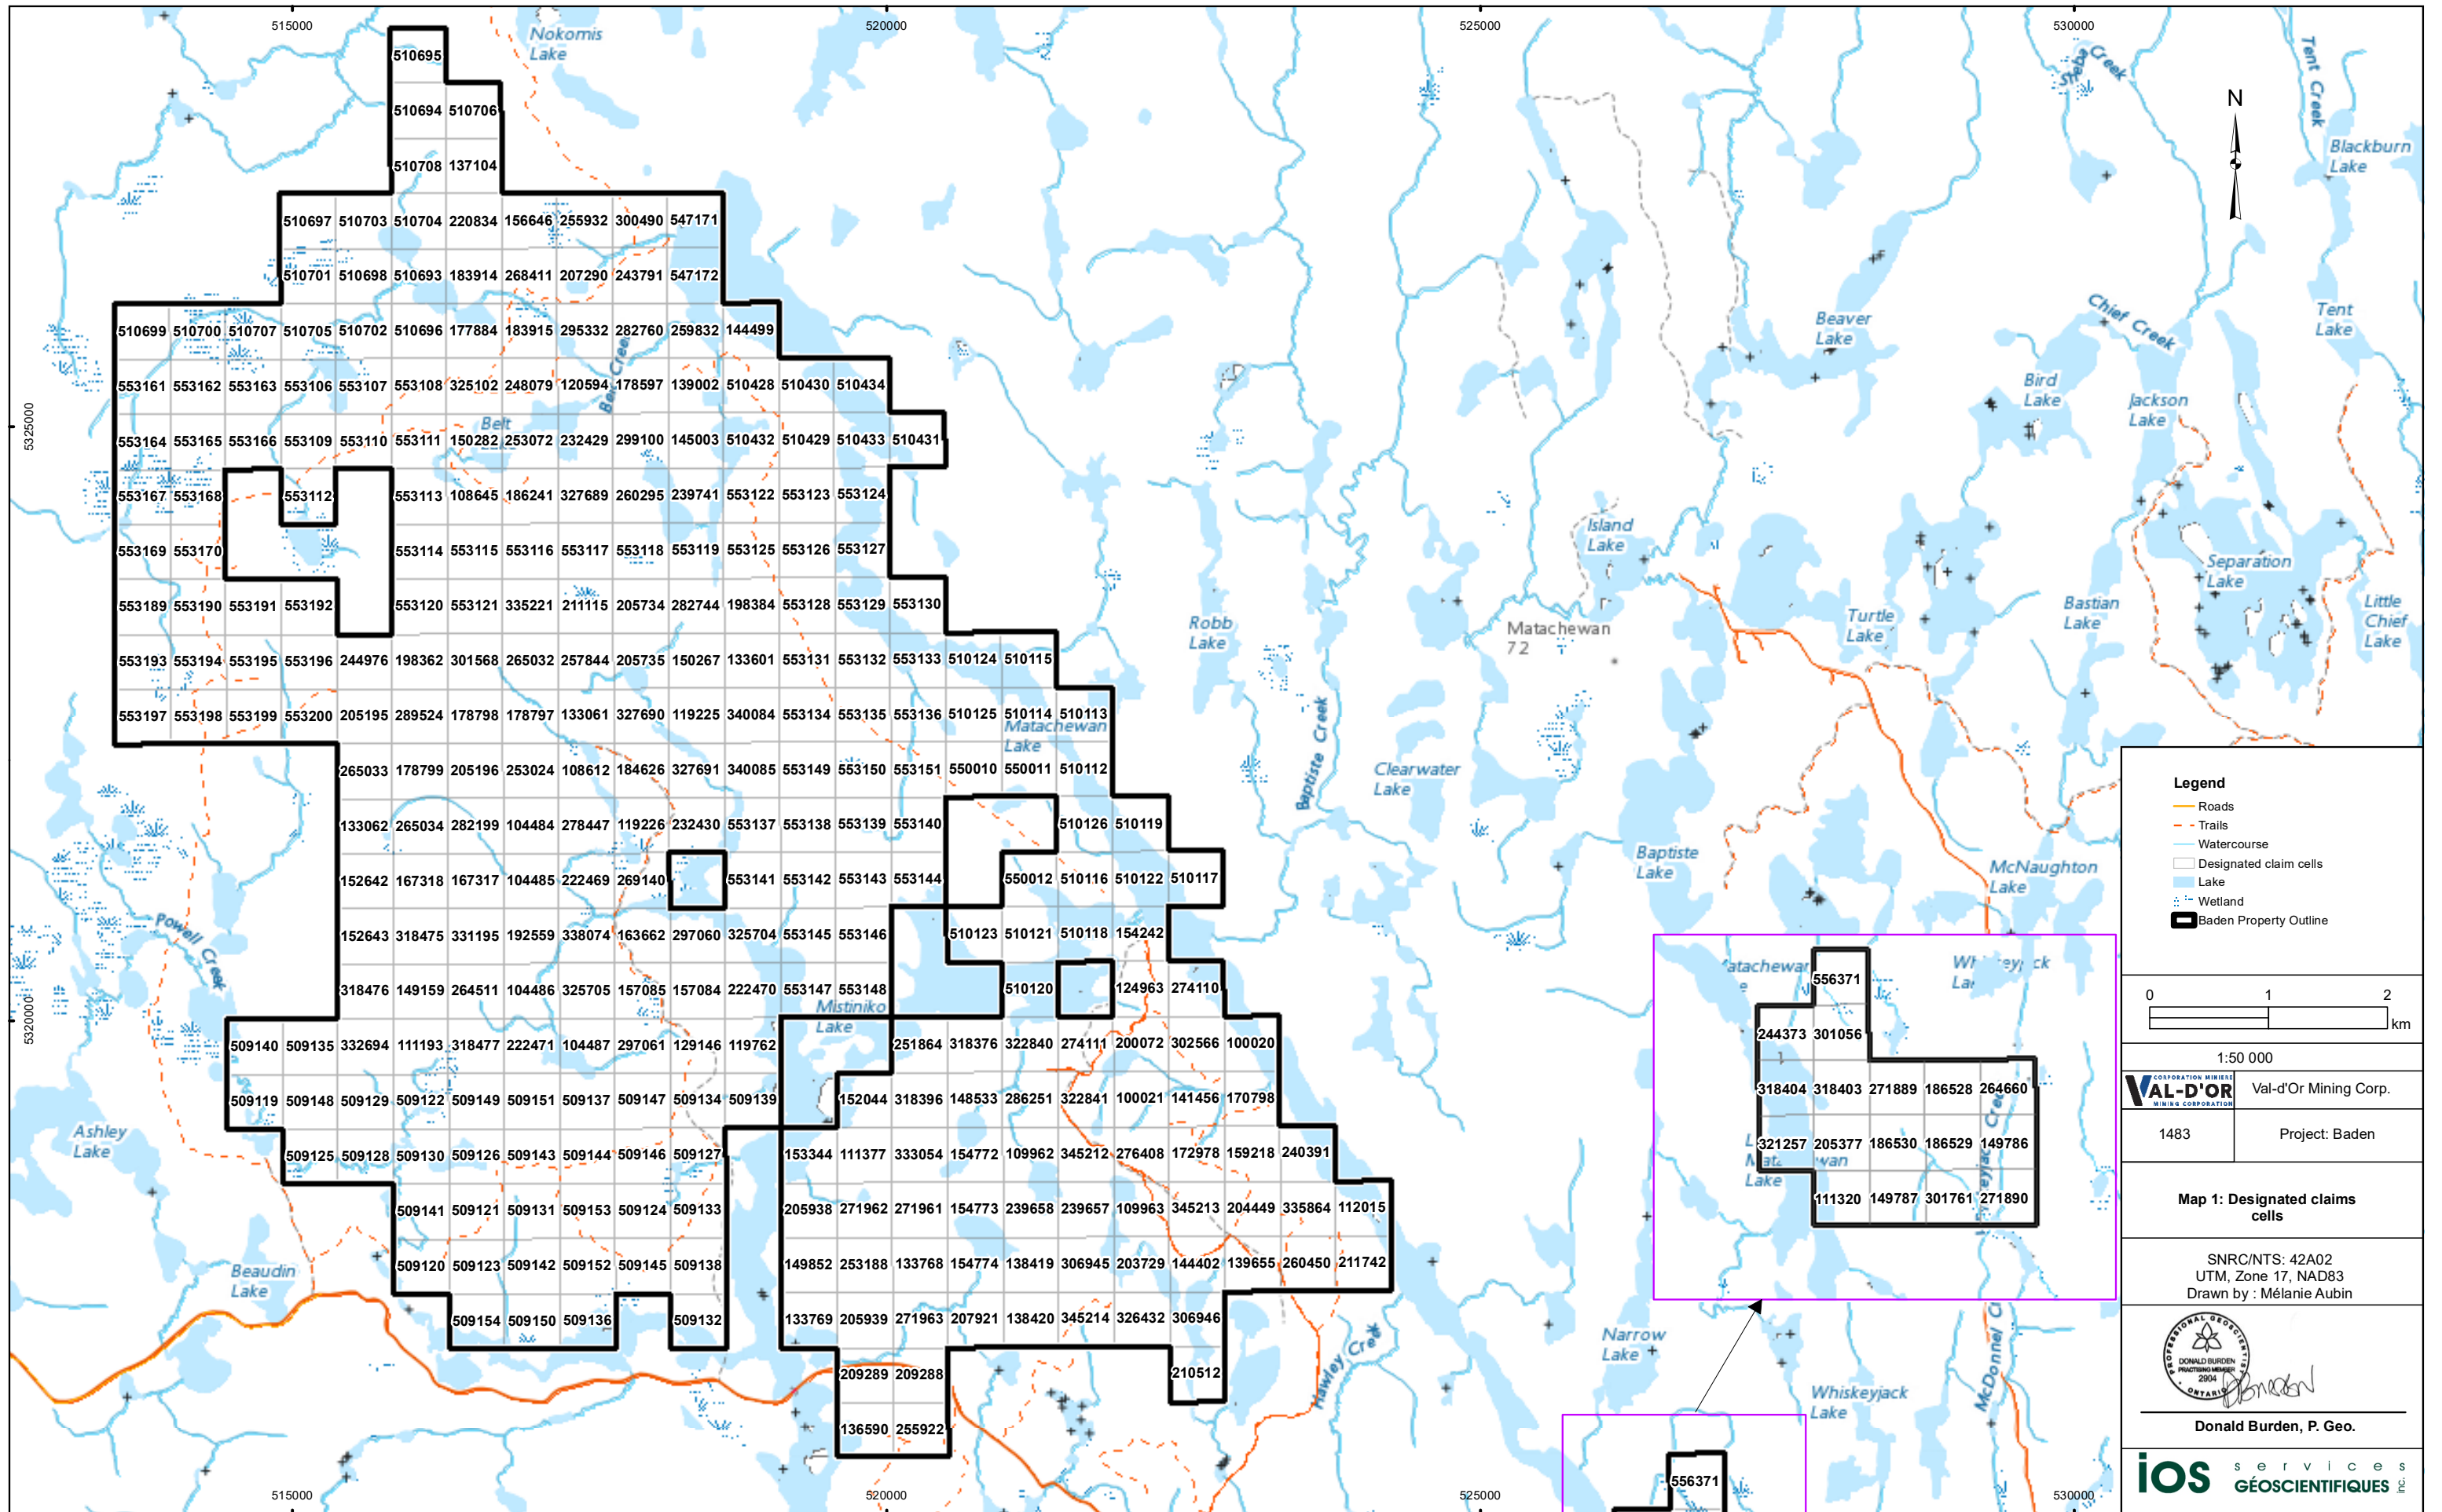 515000 520000 525000 530000
Nokomis
Lake
Steba Creek
Tent Creek
N
Blackburn
Lake
510695
510694 510706
510708 137104
510697 510703 510704 220834 156646 255932 300490 547171
510701 510698 510693 183914 268411 207290 243791 547172
510699 510700 510707 510705 510702 510696 177884 183915 295332 282760 259832 144499
Beaver
Lake
Chief Creek
Tent
Lake
553161 553162 553163 553106 553107 553108 325102 248079 120594 178597 139002 510428 510430 510434
Bird
Lake
Jackson
Lake
5325000
Belt
553164 553165 553166 553109 553110 553111 150282 253072 232429 299100 145003 510432 510429 510433 510431
553167 553168 553112 553113 108645 186241 327689 260295 239741 553122 553123 553124
553169 553170 553114 553115 553116 553117 553118 553119 553125 553126 553127
Island
Lake
Separation
Lake
553189 553190 553191 553192 553120 553121 335221 211115 205734 282744 198384 553128 553129 553130
Robb
Lake
Matachewan
72
Turtle
Lake
Bastian
Lake
Little
Chief
Lake
553193 553194 553195 553196 244976 198362 301568 265032 257844 205735 150267 133601 553131 553132 553133 510124 510115
553197 553198 553199 553200 205195 289524 178798 178797 133061 327690 119225 340084 553134 553135 553136 510125 510114 510113
Matachewan
Lake
Baptiste Creek
Clearwater
Lake
265033 178799 205196 253024 108612 184626 327691 340085 553149 553150 553151 550010 550011 510112
133062 265034 282199 104484 278447 119226 232430 553137 553138 553139 553140 510126 510119
Baptiste
Lake
McNaughton
Lake
152642 167318 167317 104485 222469 269140 553141 553142 553143 553144 550012 510116 510122 510117
Powell Creek
152643 318475 331195 192559 338074 163662 297060 325704 553145 553146 510123 510121 510118 154242
318476 149159 264511 104486 325705 157085 157084 222470 553147 553148 510120 124963 274110
Mistiniko
Lake
5320000
509140 509135 332694 111193 318477 222471 104487 297061 129146 119762 251864 318376 322840 274111 200072 302566 100020
509119 509148 509129 509122 509149 509151 509137 509147 509134 509139 152044 318396 148533 286251 322841 100021 141456 170798
Ashley
Lake
509125 509128 509130 509126 509143 509144 509146 509127 153344 111377 333054 154772 109962 345212 276408 172978 159218 240391
509141 509121 509131 509153 509124 509133 205938 271962 271961 154773 239658 239657 109963 345213 204449 335864 112015
509120 509123 509142 509152 509145 509138 149852 253188 133768 154774 138419 306945 203729 144402 139655 260450 211742
Beaudin
Lake
509154 509150 509136 509132 133769 205939 271963 207921 138420 345214 326432 306946
209289 209288 210512
136590 255922
Narrow
Lake
Whiskeyjack
Lake
556371
244373 301056
318404 318403 271889 186528 264660
321257 205377 186530 186529 149786
111320 149787 301761 271890
556371
Legend
Roads
Trails
Watercourse
Designated claim cells
Lake
Wetland
Baden Property Outline
0 1 2
km
1:50 000
CORPORATION MINIÈRE
VAL-D'OR
MINING CORPORATION
Val-d'Or Mining Corp.
1483
Project: Baden
Map 1: Designated claims
cells
SNRC/NTS: 42A02
UTM, Zone 17, NAD83
Drawn by : Mélanie Aubin
PROFESSIONAL GEOSCIENTIST
DONALD BURDEN
PRACTISING MEMBER
2904
ONTARIO
Donald Burden, P. Geo.
iOS services
GÉOSCIENTIFIQUES inc.
515000 520000 525000 530000